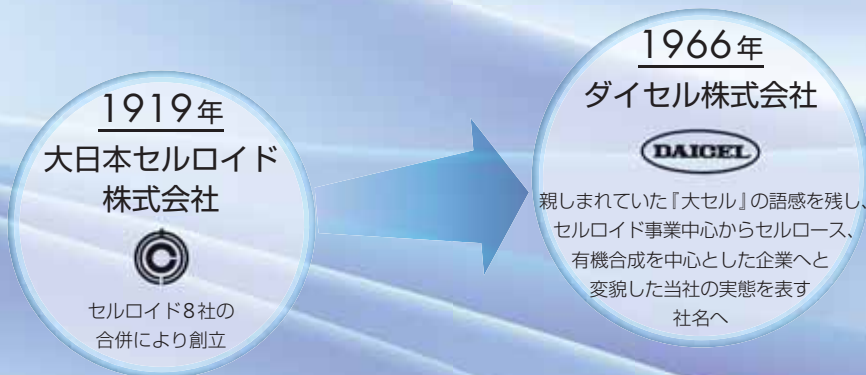 1919年
大日本セルロイド
株式会社
セルロイド8社の
合併により創立
1966年
ダイセル株式会社
DAICEL
親しまれていた『大セル』の語感を残し、
セルロイド事業中心からセルロース、
有機合成を中心とした企業へと
変貌した当社の実態を表す
社名へ